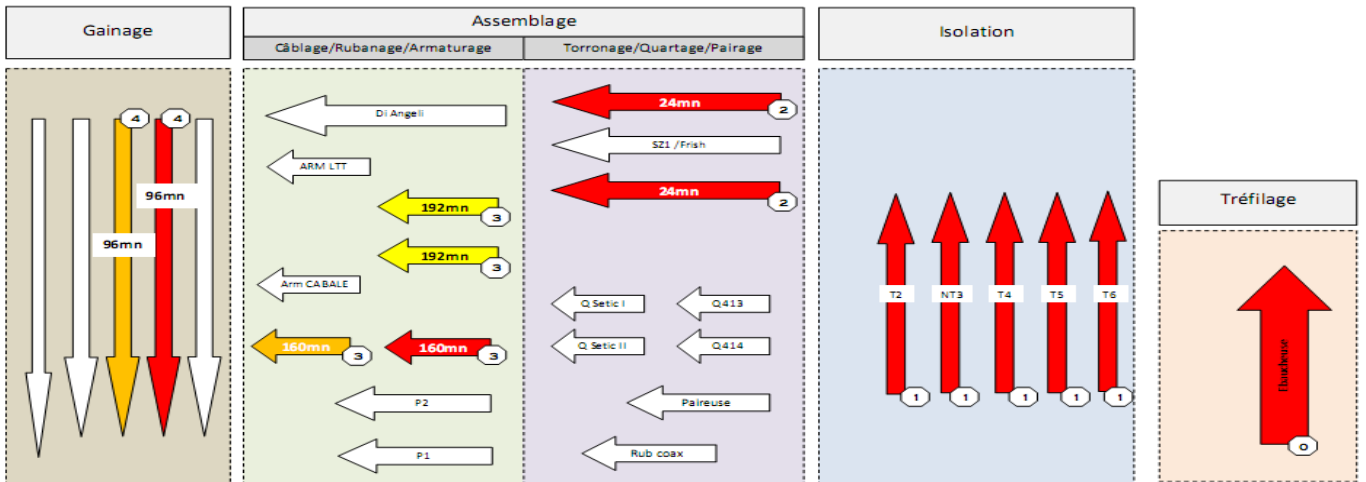 Gainage
Assemblage
Câblage/Rubanage/Armaturage
Torronage/Quartage/Pairage
Isolation
Tréfilage
4
4
96mn
96mn
Di Angeli
ARM LTT
192mn
3
192mn
3
Arm CABALE
160mn
3
160mn
3
P2
P1
24mn
2
SZ1 /Frish
24mn
2
Q Setic I
Q413
Q Setic II
Q414
Paireuse
Rub coax
T2
NT3
T4
T5
T6
1
1
1
1
1
Ebaucheuse
0